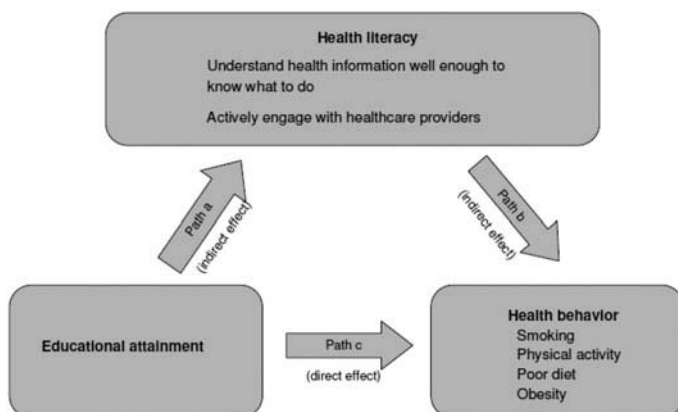 Health literacy
Understand health information well enough to
know what to do
Actively engage with healthcare providers
Path a
(indirect effect)
Path b
(indirect effect)
Educational attainment
Path c
(direct effect)
Health behavior
Smoking
Physical activity
Poor diet
Obesity